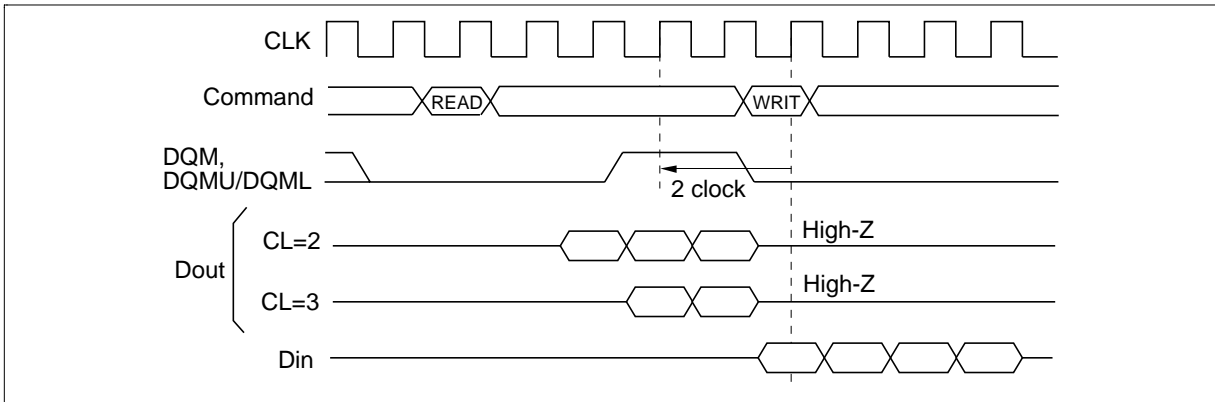 CLK
Command
READ
WRIT
DQM,
DQMU/DQML
2 clock
CL=2
High-Z
Dout
CL=3
High-Z
Din